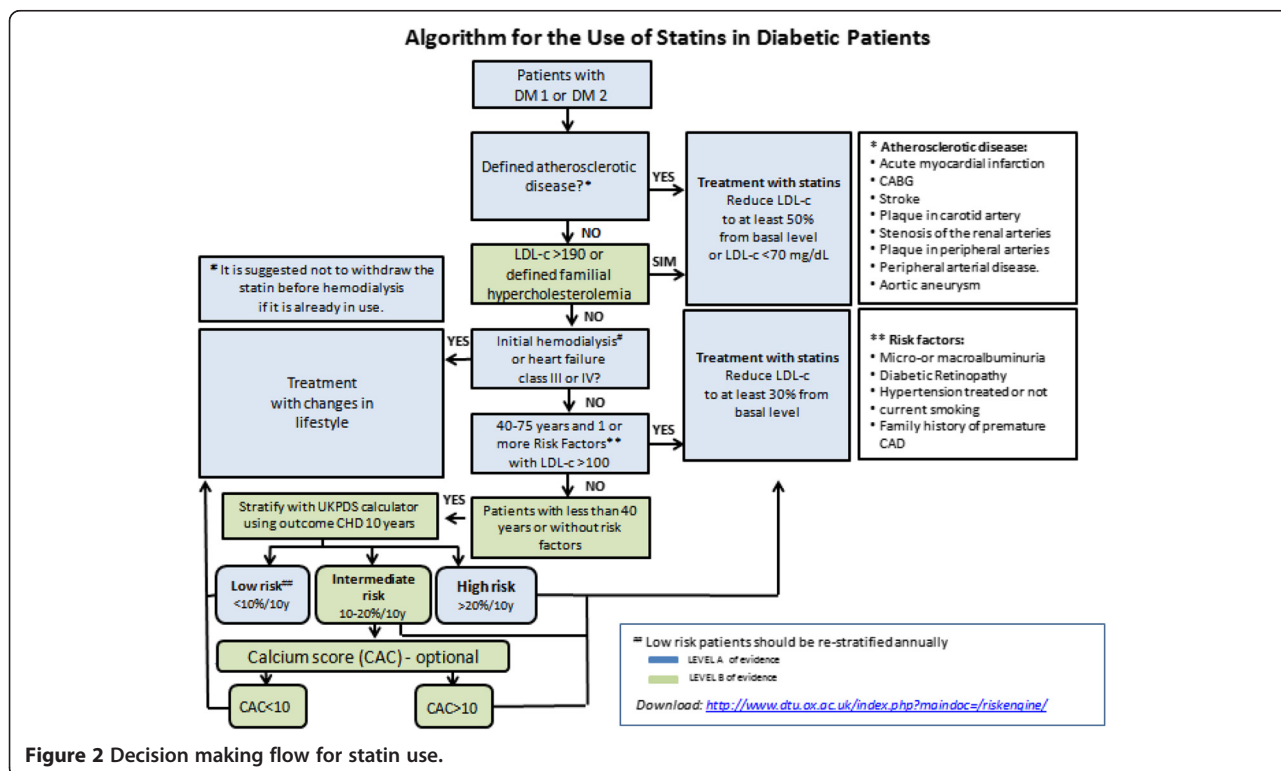 Algorithm for the Use of Statins in Diabetic Patients
Patients with
DM 1 or DM 2
Defined atherosclerotic
disease?*
YES
Treatment with statins
Reduce LDL-c
to at least 50%
from basal level
or LDL-c <70 mg/dL
* Atherosclerotic disease:
• Acute myocardial infarction
• CABG
• Stroke
• Plaque in carotid artery
• Stenosis of the renal arteries
• Plaque in peripheral arteries
• Peripheral arterial disease.
• Aortic aneurysm
NO
LDL-c >190 or
defined familial
hypercholesterolemia
SIM
# It is suggested not to withdraw the
statin before hemodialysis
if it is already in use.
NO
Initial hemodialysis#
or heart failure
class III or IV?
YES
Treatment
with changes in
lifestyle
NO
40-75 years and 1 or
more Risk Factors**
with LDL-c >100
YES
Treatment with statins
Reduce LDL-c
to at least 30% from
basal level
** Risk factors:
• Micro-or macroalbuminuria
• Diabetic Retinopathy
• Hypertension treated or not
• current smoking
• Family history of premature
CAD
NO
Patients with less than 40
years or without risk
factors
YES
Stratify with UKPDS calculator
using outcome CHD 10 years
Low risk##
<10%/10y
Intermediate
risk
10-20%/10y
High risk
>20%/10y
Calcium score (CAC) - optional
CAC<10
CAC>10
## Low risk patients should be re-stratified annually
LEVEL A of evidence
LEVEL B of evidence
Download: http://www.dtu.ox.ac.uk/index.php?maindoc=/riskengine/
Figure 2 Decision making flow for statin use.